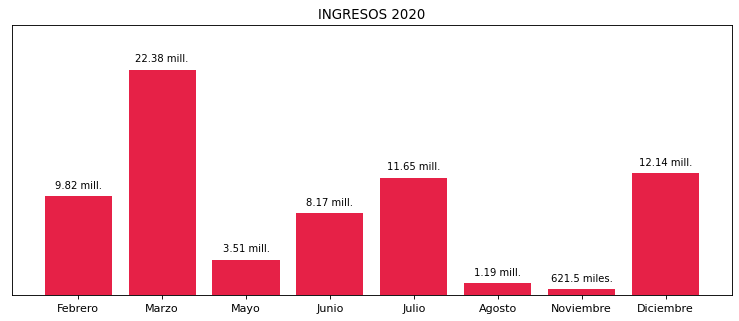 INGRESOS 2020
9.82 mill.
22.38 mill.
3.51 mill.
8.17 mill.
11.65 mill.
1.19 mill.
621.5 miles.
12.14 mill.
Febrero
Marzo
Mayo
Junio
Julio
Agosto
Noviembre
Diciembre